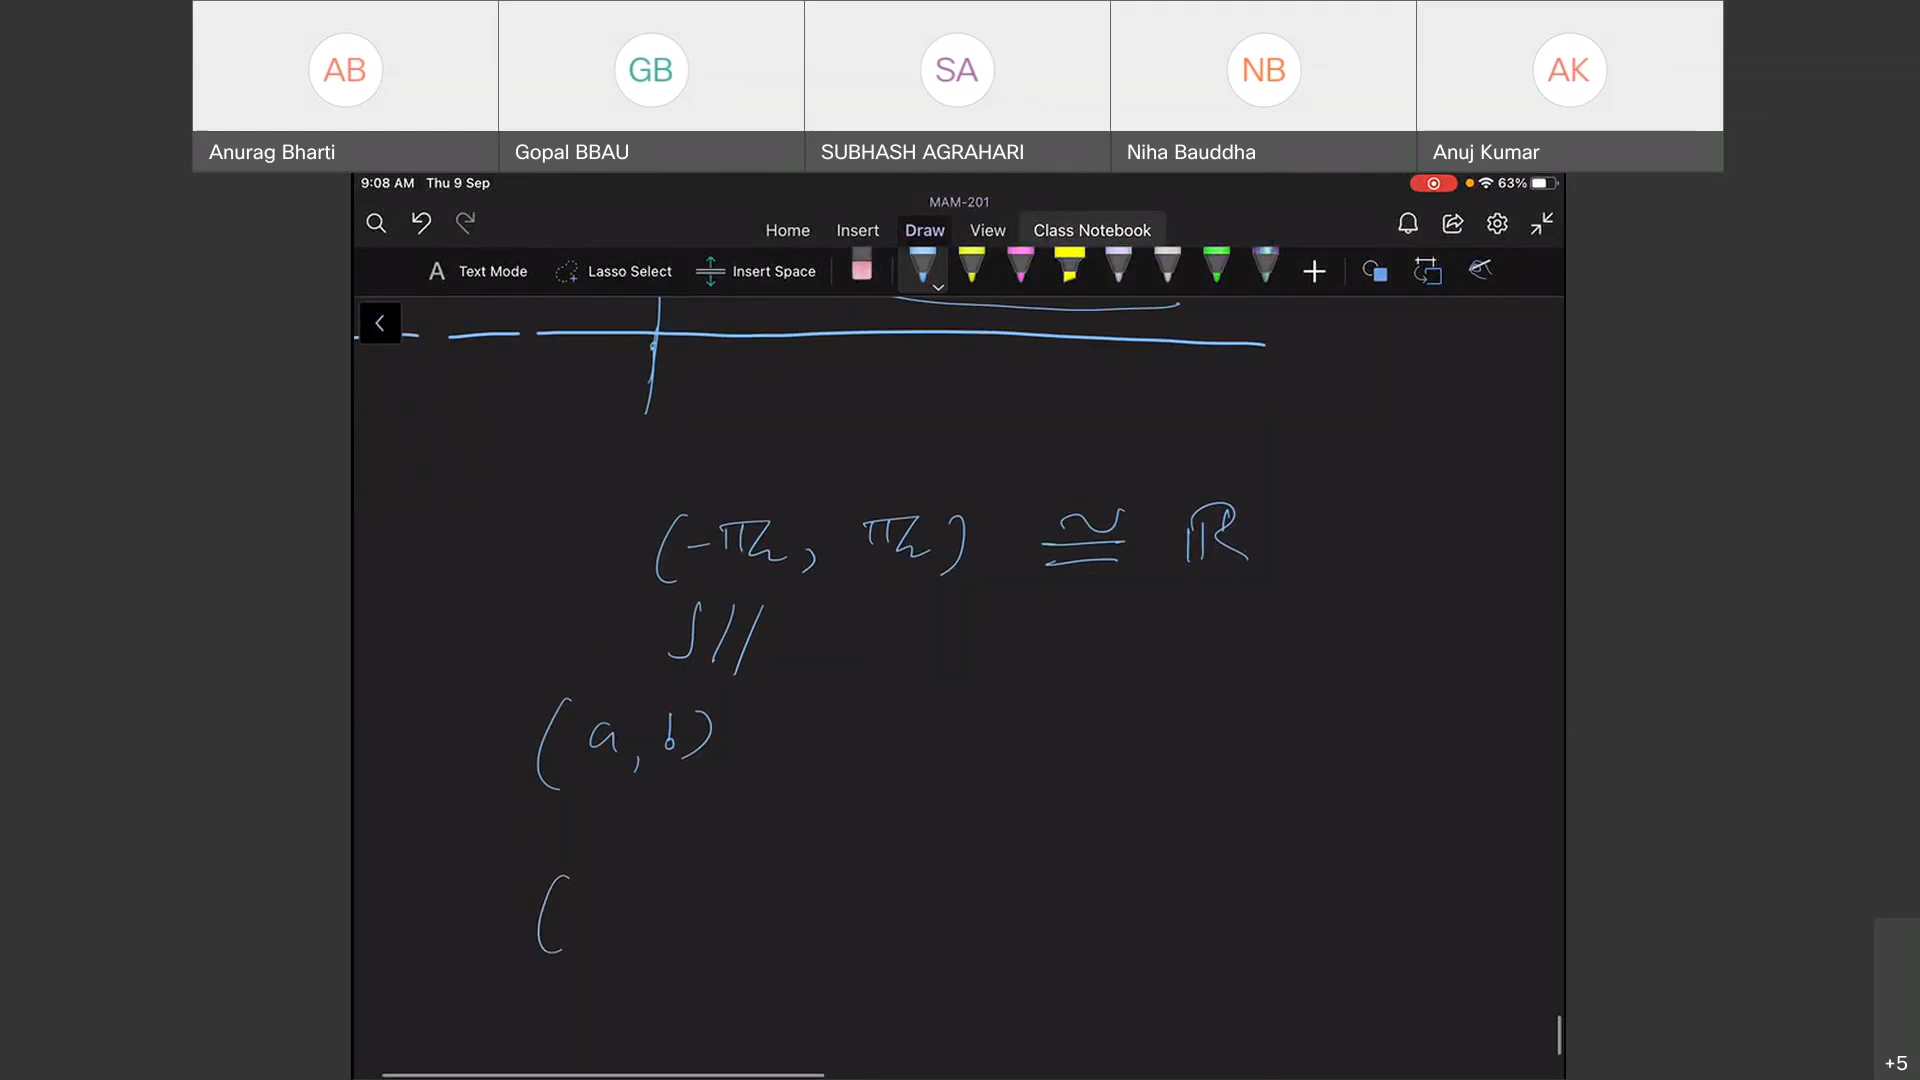 AB GB SA NB AK
Anurag Bharti Gopal BBAU SUBHASH AGRAHARI Niha Bauddha Anuj Kumar
9:08 AM Thu 9 Sep 63%
MAM-201
Home Insert Draw View Class Notebook
A Text Mode Lasso Select Insert Space
(-π/2, π/2) ≅ ℝ
∫//
(a, b)
(
+5